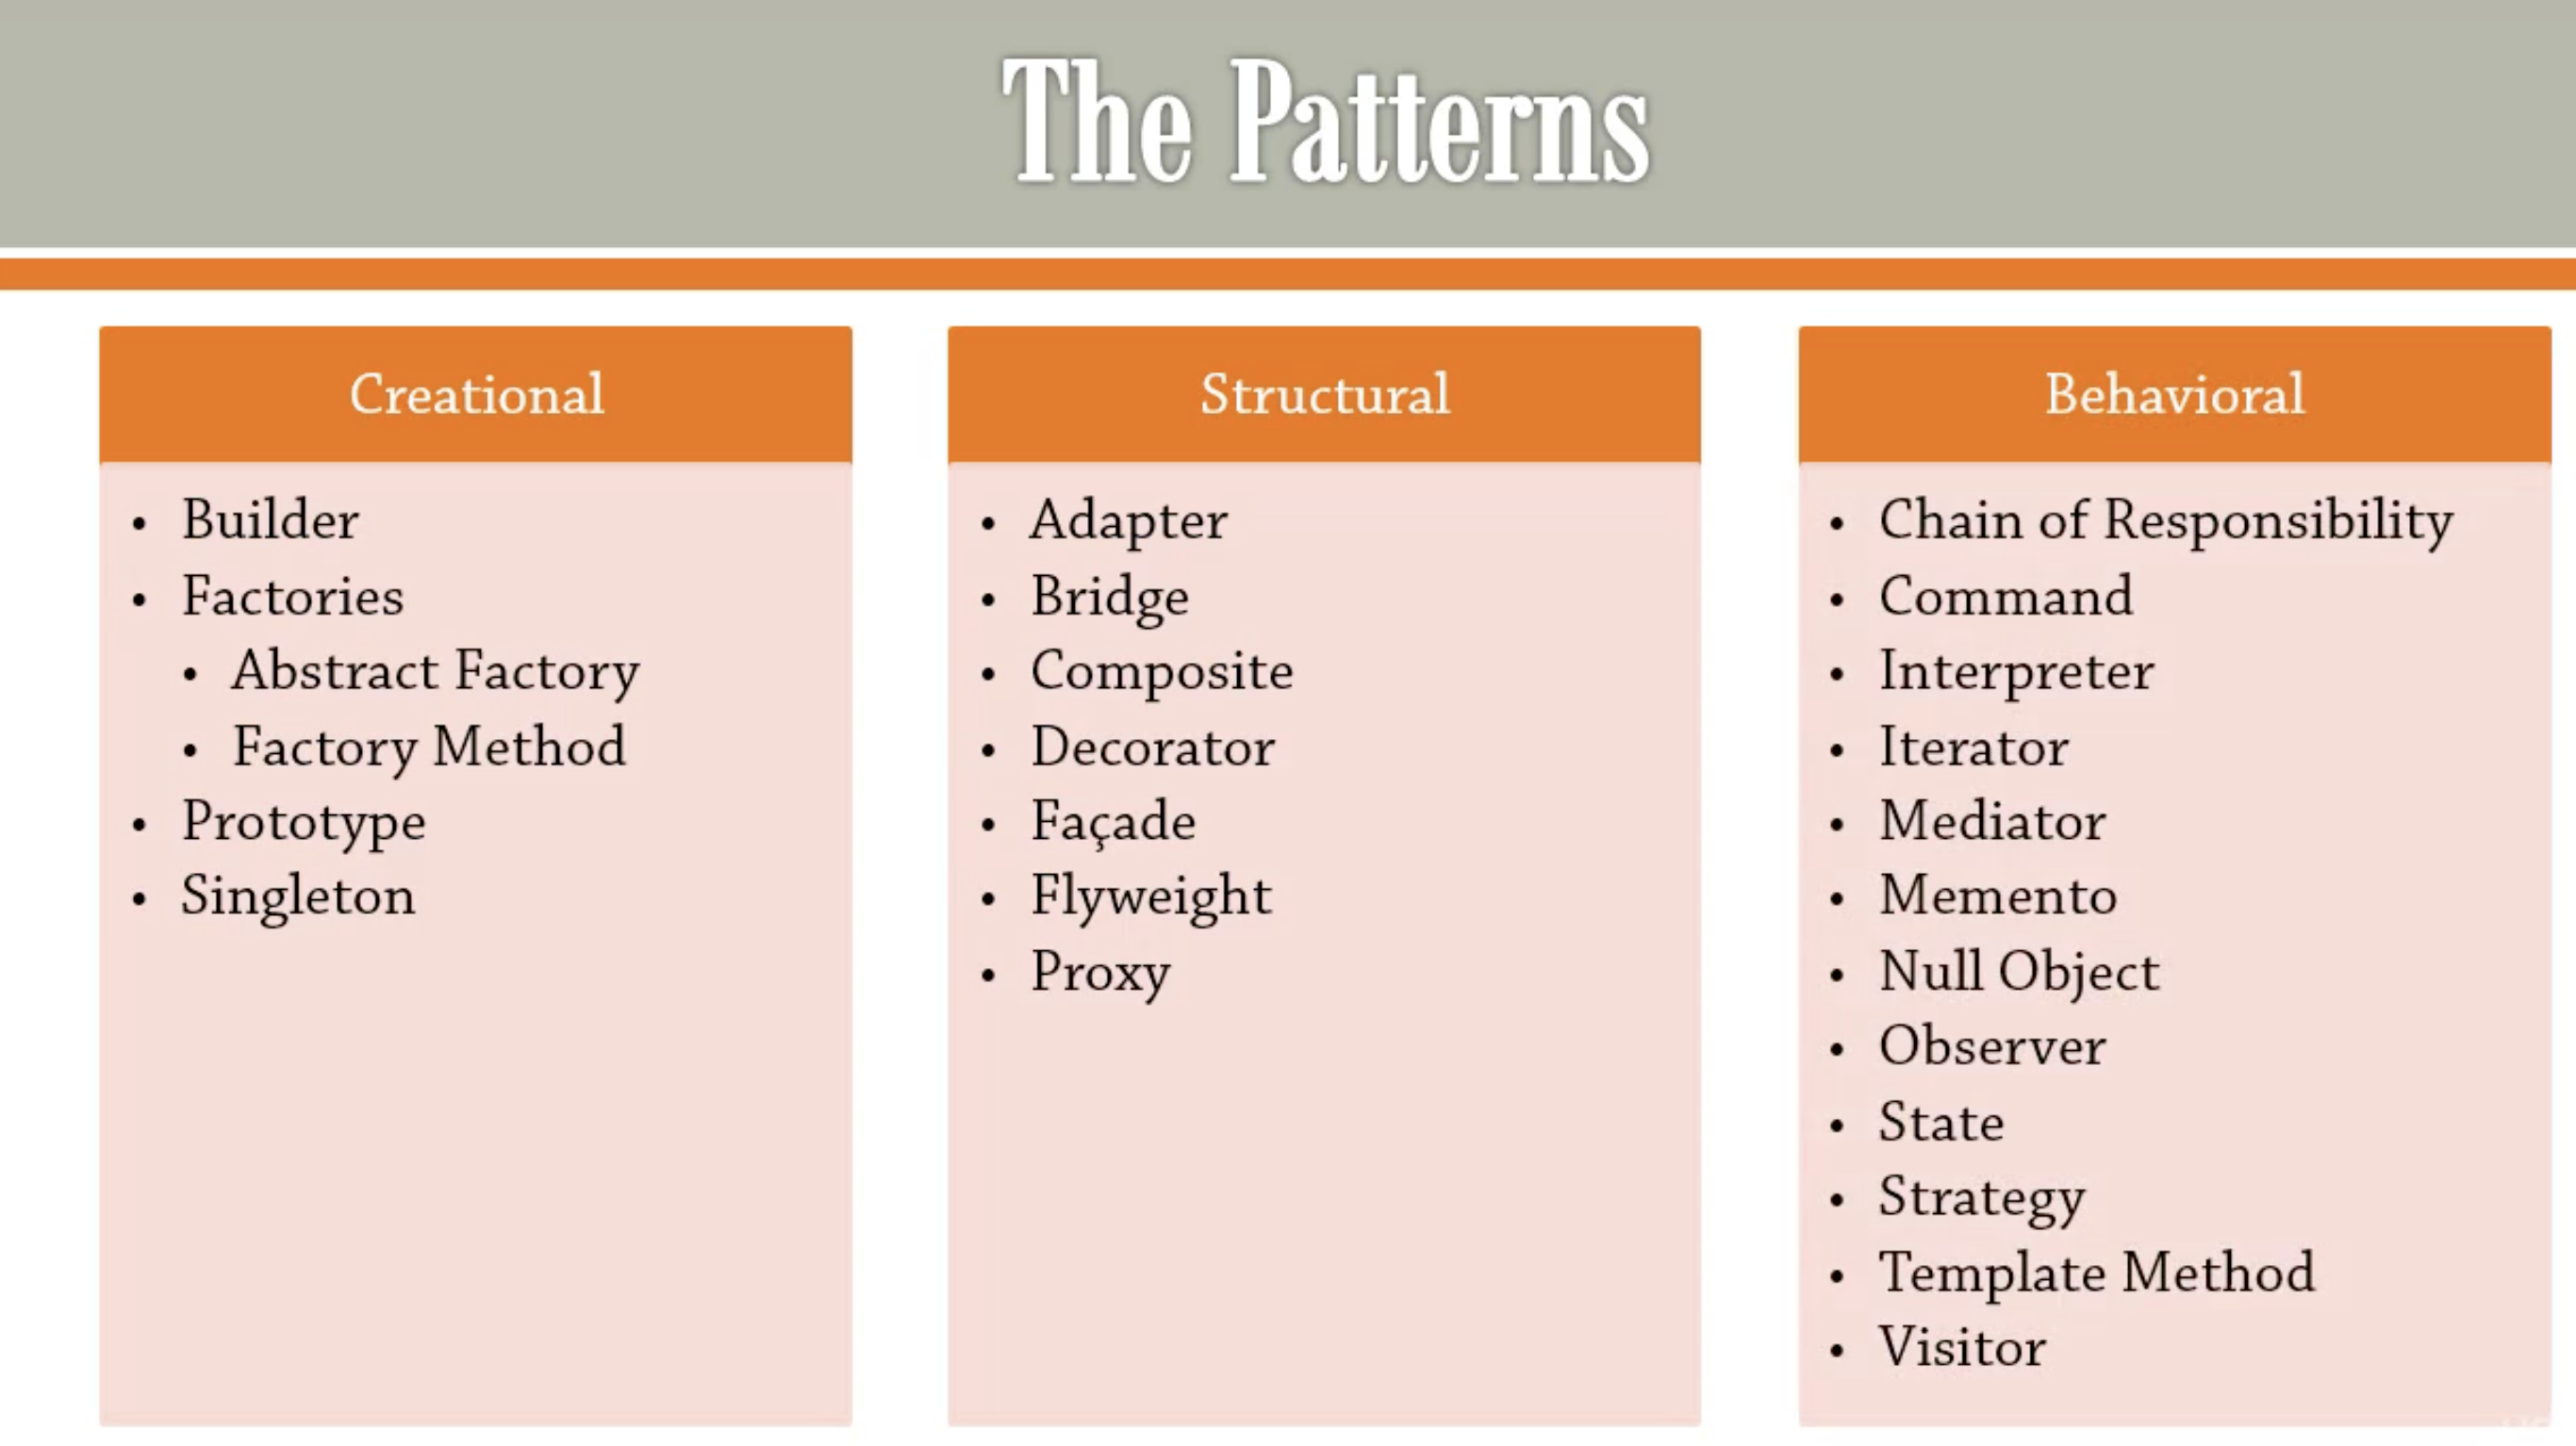 The Patterns
Creational
• Builder
• Factories
• Abstract Factory
• Factory Method
• Prototype
• Singleton
Structural
• Adapter
• Bridge
• Composite
• Decorator
• Façade
• Flyweight
• Proxy
Behavioral
• Chain of Responsibility
• Command
• Interpreter
• Iterator
• Mediator
• Memento
• Null Object
• Observer
• State
• Strategy
• Template Method
• Visitor